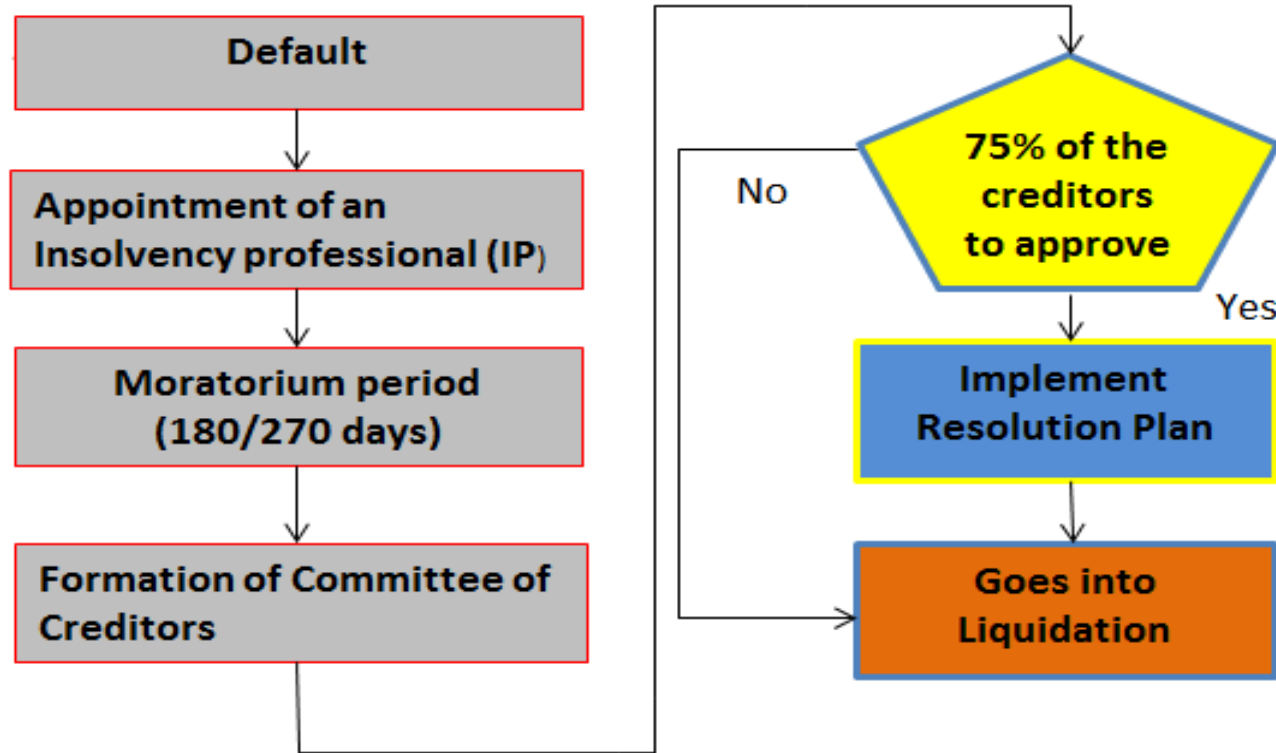 Default
Appointment of an
Insolvency professional (IP)
Moratorium period
(180/270 days)
Formation of Committee of
Creditors
75% of the
creditors
to approve
No
Yes
Implement
Resolution Plan
Goes into
Liquidation